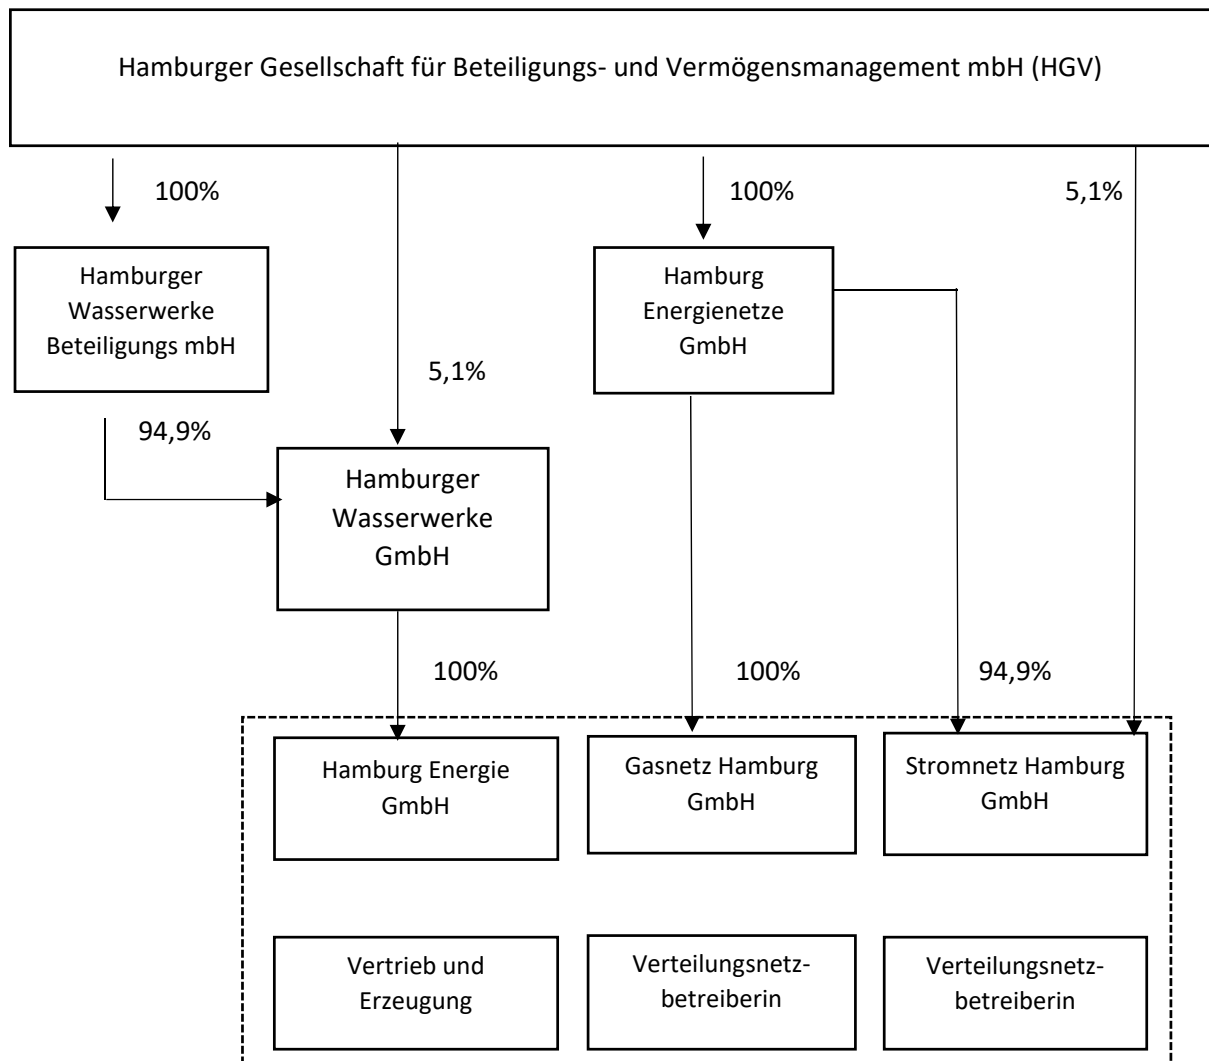 Hamburger Gesellschaft für Beteiligungs- und Vermögensmanagement mbH (HGV)
100%
100%
5,1%
Hamburger
Wasserwerke
Beteiligungs mbH
Hamburg
Energienetze
GmbH
5,1%
94,9%
Hamburger
Wasserwerke
GmbH
100%
100%
94,9%
Hamburg Energie
GmbH
Gasnetz Hamburg
GmbH
Stromnetz Hamburg
GmbH
Vertrieb und
Erzeugung
Verteilungsnetz-
betreiberin
Verteilungsnetz-
betreiberin